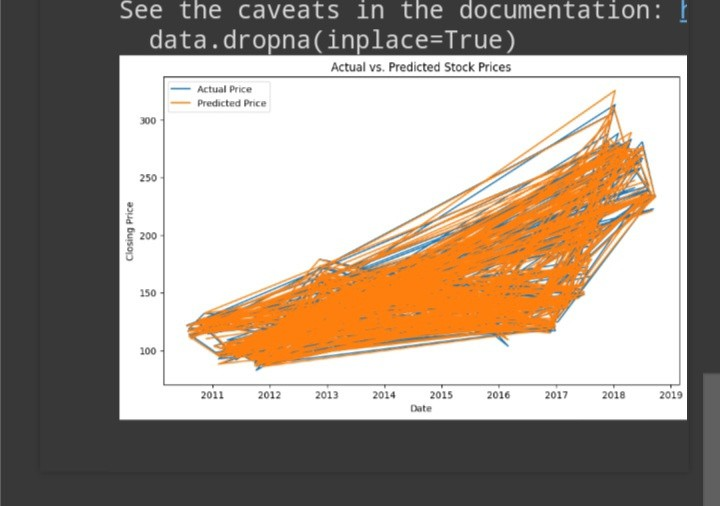 See the caveats in the documentation:
data.dropna(inplace=True)
Actual vs. Predicted Stock Prices
Actual Price
Predicted Price
300
250
200
150
100
Closing Price
2011 2012 2013 2014 2015 2016 2017 2018 2019
Date